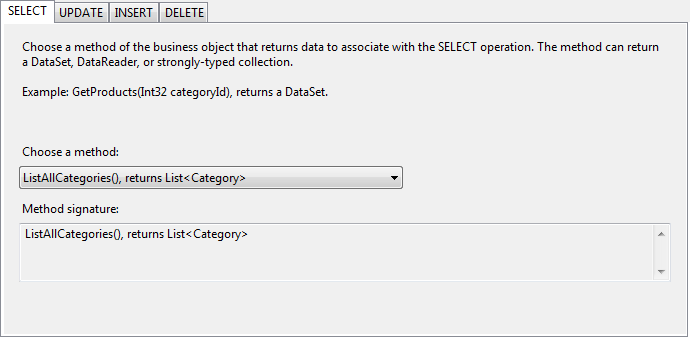 SELECT UPDATE INSERT DELETE
Choose a method of the business object that returns data to associate with the SELECT operation. The method can return
a DataSet, DataReader, or strongly-typed collection.
Example: GetProducts(Int32 categoryId), returns a DataSet.
Choose a method:
ListAllCategories(), returns List<Category>
Method signature:
ListAllCategories(), returns List<Category>